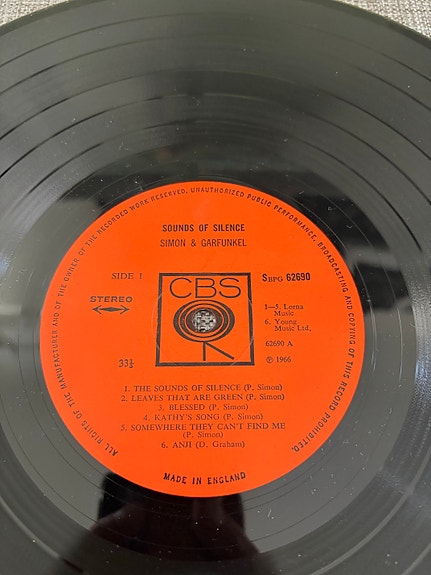 ALL RIGHTS OF THE MANUFACTURER AND OF THE OWNER OF THE RECORDED WORK RESERVED. UNAUTHORIZED PUBLIC PERFORMANCE, BROADCASTING AND COPYING OF THIS RECORD PROHIBITED.
SOUNDS OF SILENCE
SIMON & GARFUNKEL
SIDE 1
CBS
SBPG 62690
STEREO
1—5. Lorna
Music
6. Young
Music Ltd,
62690 A
33⅓
℗ 1966
1. THE SOUNDS OF SILENCE (P. Simon)
2. LEAVES THAT ARE GREEN (P. Simon)
3. BLESSED (P. Simon)
4. KATHY'S SONG (P. Simon)
5. SOMEWHERE THEY CAN'T FIND ME
(P. Simon)
6. ANJI (D. Graham)
MADE IN ENGLAND